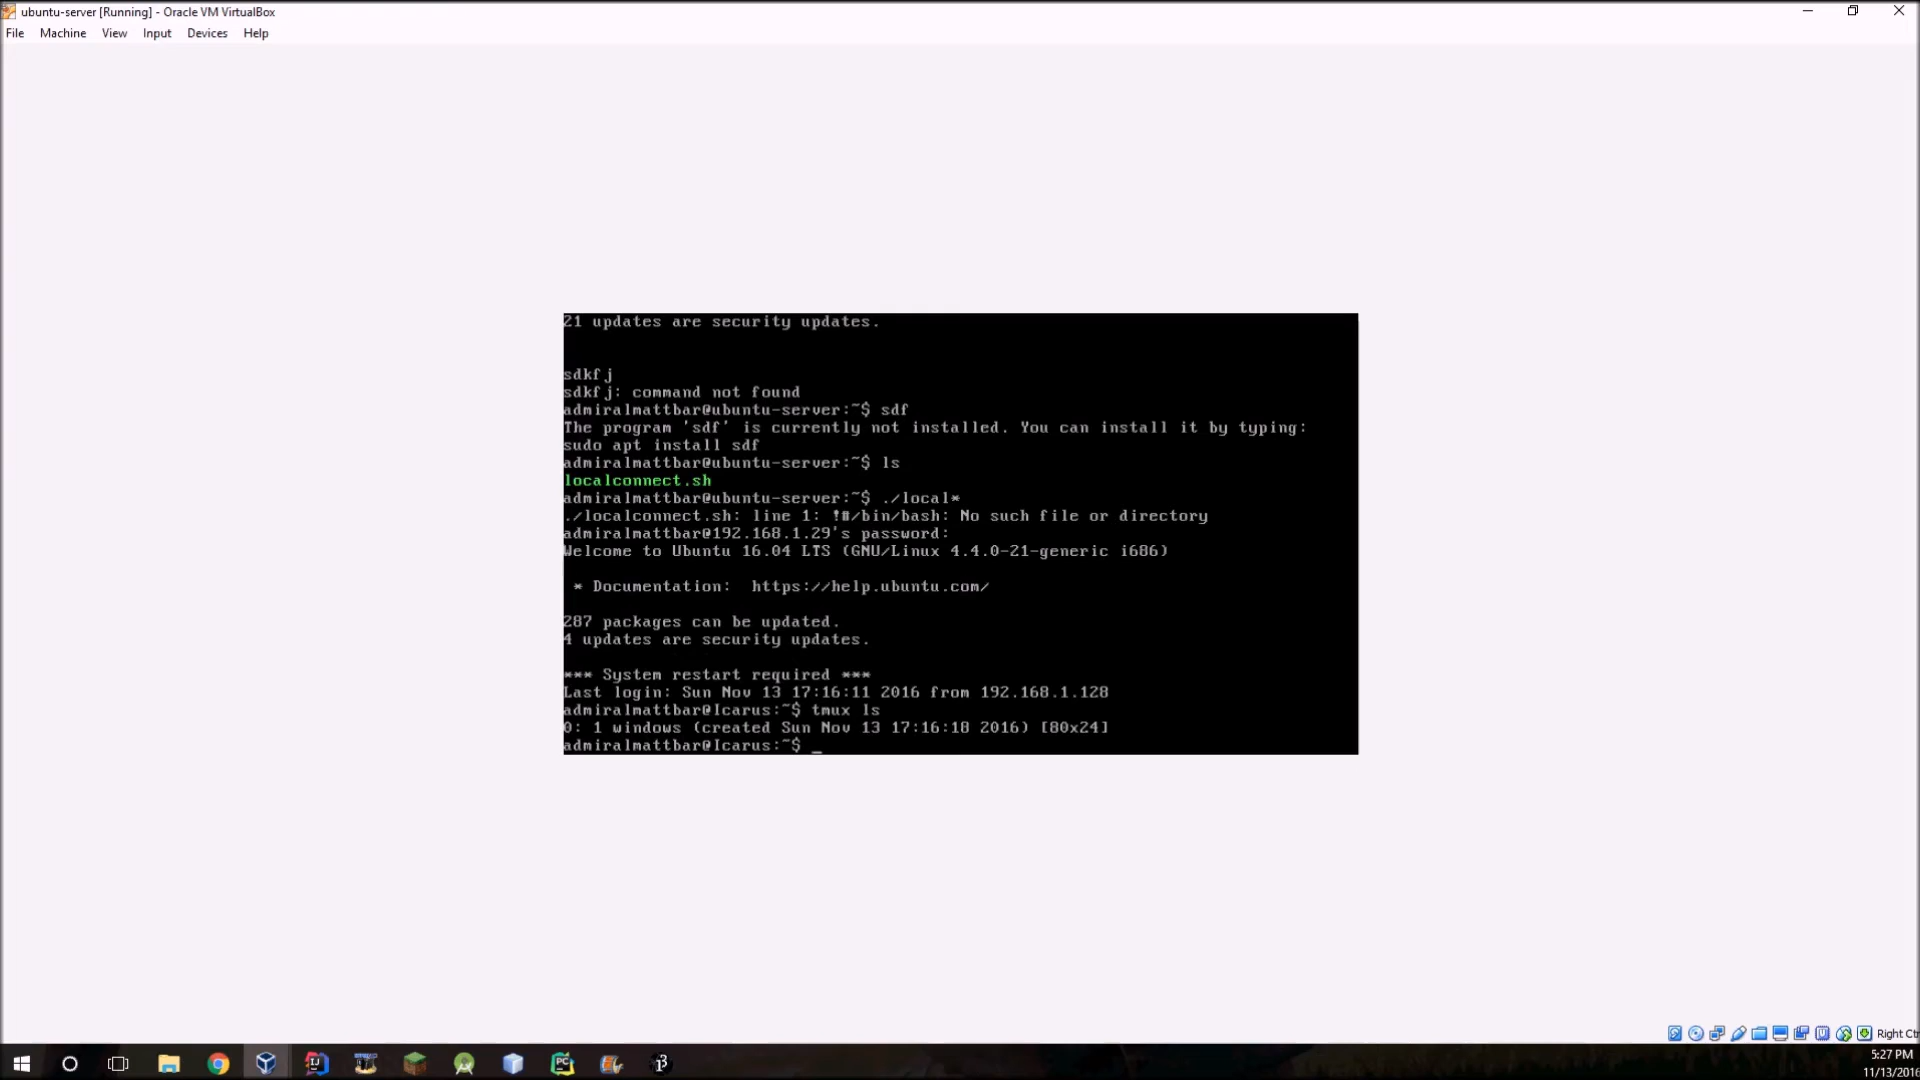 ubuntu-server [Running] - Oracle VM VirtualBox
File Machine View Input Devices Help
21 updates are security updates.
sdkfj
sdkfj: command not found
admiralmattbar@ubuntu-server:~$ sdf
The program 'sdf' is currently not installed. You can install it by typing:
sudo apt install sdf
admiralmattbar@ubuntu-server:~$ ls
localconnect.sh
admiralmattbar@ubuntu-server:~$ ./local*
./localconnect.sh: line 1: !#/bin/bash: No such file or directory
admiralmattbar@192.168.1.29's password:
Welcome to Ubuntu 16.04 LTS (GNU/Linux 4.4.0-21-generic i686)
* Documentation: https://help.ubuntu.com/
287 packages can be updated.
4 updates are security updates.
*** System restart required ***
Last login: Sun Nov 13 17:16:11 2016 from 192.168.1.128
admiralmattbar@Icarus:~$ tmux ls
0: 1 windows (created Sun Nov 13 17:16:18 2016) [80x24]
admiralmattbar@Icarus:~$ _
Right Ctr
5:27 PM
11/13/2016